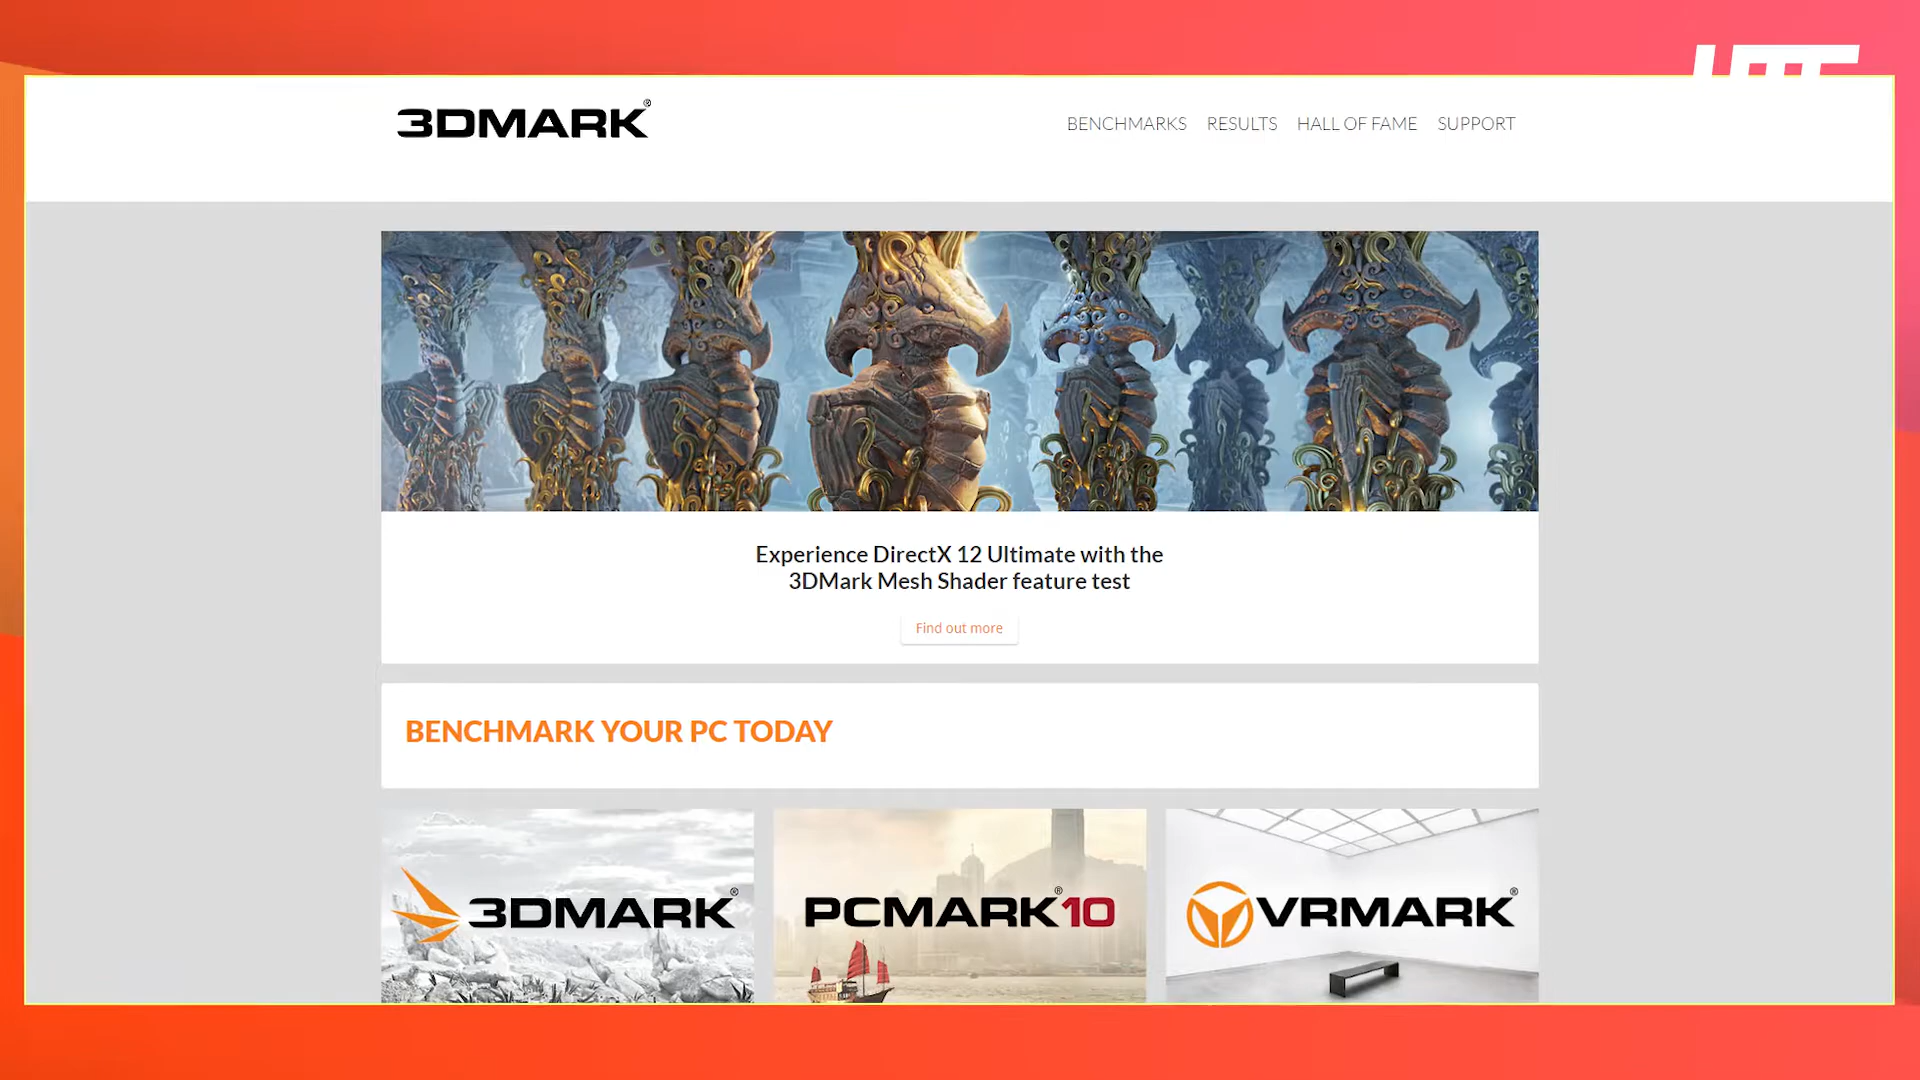 3DMARK®
BENCHMARKS RESULTS HALL OF FAME SUPPORT
Experience DirectX 12 Ultimate with the
3DMark Mesh Shader feature test
Find out more
BENCHMARK YOUR PC TODAY
3DMARK®
PCMARK®10
VRMARK®